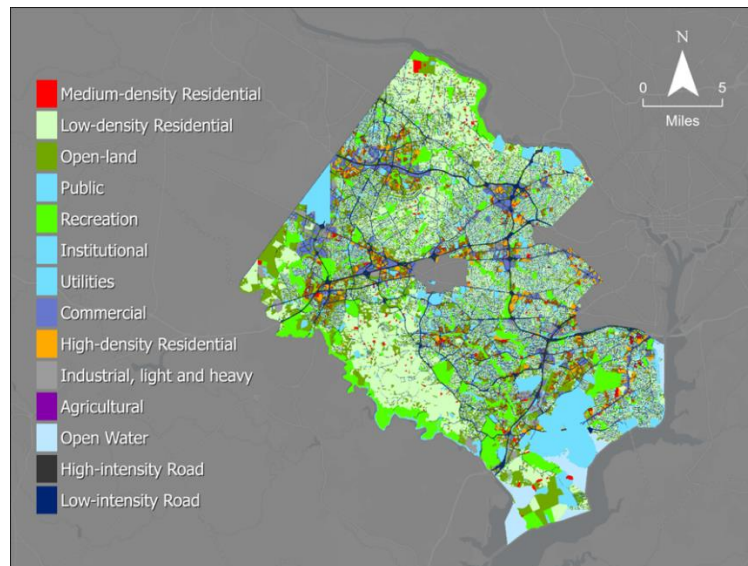 Medium-density Residential
Low-density Residential
Open-land
Public
Recreation
Institutional
Utilities
Commercial
High-density Residential
Industrial, light and heavy
Agricultural
Open Water
High-intensity Road
Low-intensity Road
N
0 5
Miles